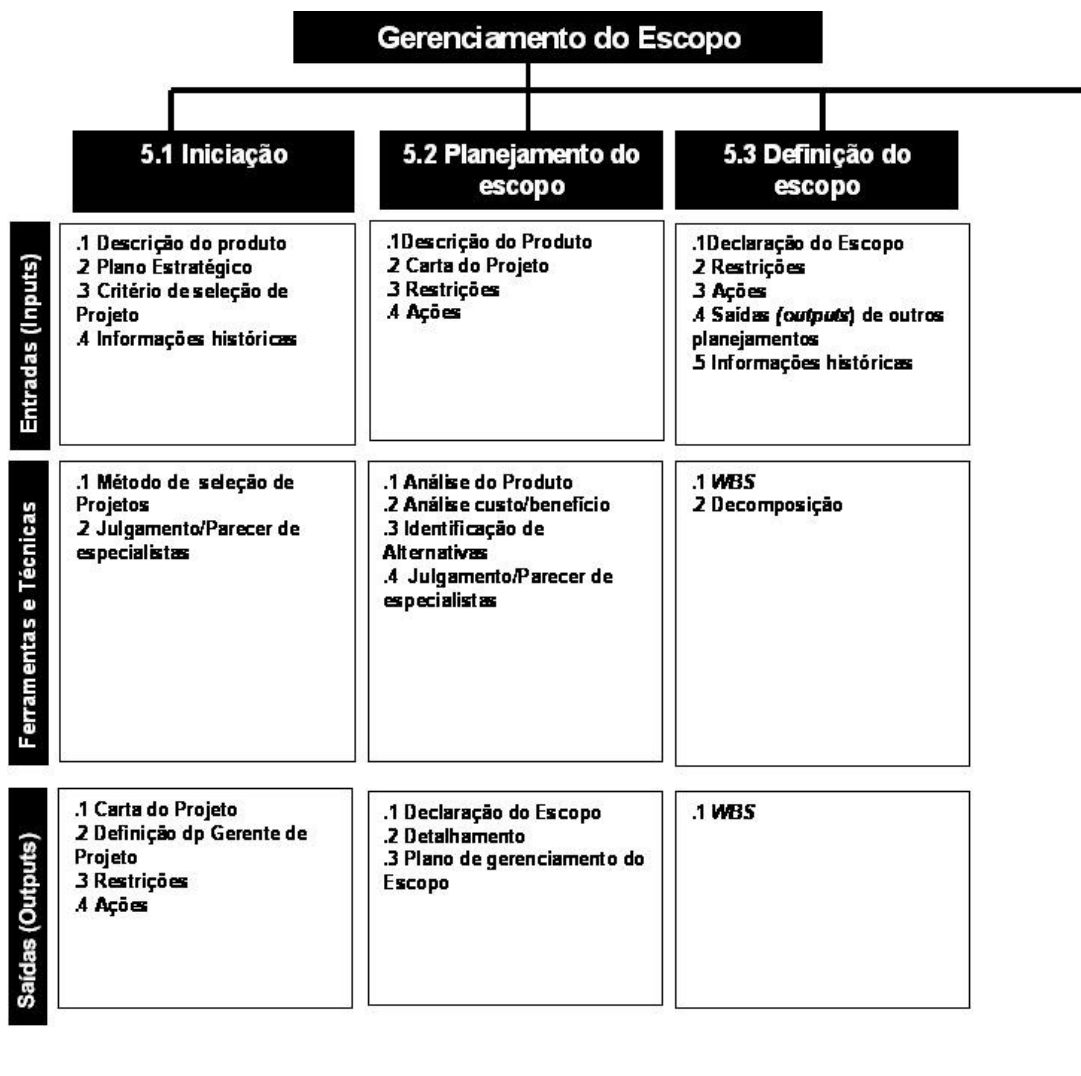 Gerenciamento do Escopo
5.1 Iniciação
5.2 Planejamento do
escopo
5.3 Definição do
escopo
Entradas (Inputs)
.1 Descrição do produto
.2 Plano Estratégico
.3 Critério de seleção de
Projeto
.4 Informações históricas
.1Descrição do Produto
.2 Carta do Projeto
.3 Restrições
.4 Ações
.1Declaração do Escopo
.2 Restrições
.3 Ações
.4 Saídas (outputs) de outros
planejamentos
.5 Informações históricas
Ferramentas e Técnicas
.1 Método de seleção de
Projetos
.2 Julgamento/Parecer de
especialistas
.1 Análise do Produto
.2 Análise custo/benefício
.3 Identificação de
Alternativas
.4 Julgamento/Parecer de
especialistas
.1 WBS
.2 Decomposição
Saídas (Outputs)
.1 Carta do Projeto
.2 Definição dp Gerente de
Projeto
.3 Restrições
.4 Ações
.1 Declaração do Escopo
.2 Detalhamento
.3 Plano de gerenciamento do
Escopo
.1 WBS